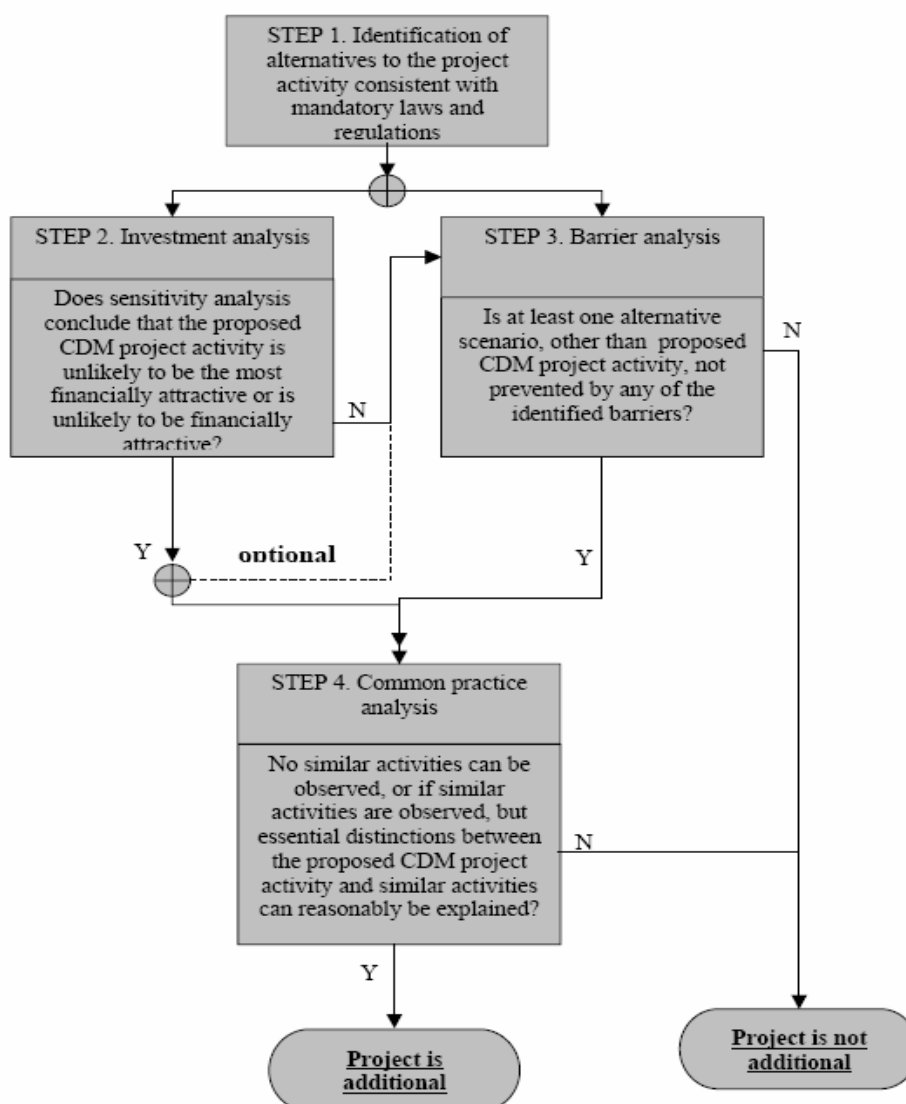 STEP 1. Identification of
alternatives to the project
activity consistent with
mandatory laws and
regulations
STEP 2. Investment analysis
Does sensitivity analysis
conclude that the proposed
CDM project activity is
unlikely to be the most
financially attractive or is
unlikely to be financially
attractive?
N
Y
optional
STEP 3. Barrier analysis
Is at least one alternative
scenario, other than proposed
CDM project activity, not
prevented by any of the
identified barriers?
N
Y
STEP 4. Common practice
analysis
No similar activities can be
observed, or if similar
activities are observed, but
essential distinctions between
the proposed CDM project
activity and similar activities
can reasonably be explained?
N
Y
Project is
additional
Project is not
additional